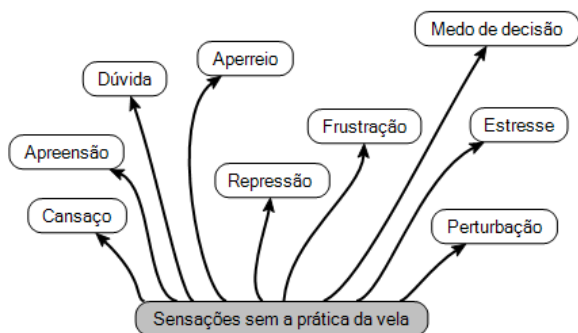 Medo de decisão
Aperreio
Dúvida
Frustração
Estresse
Apreensão
Repressão
Cansaço
Perturbação
Sensações sem a prática da vela